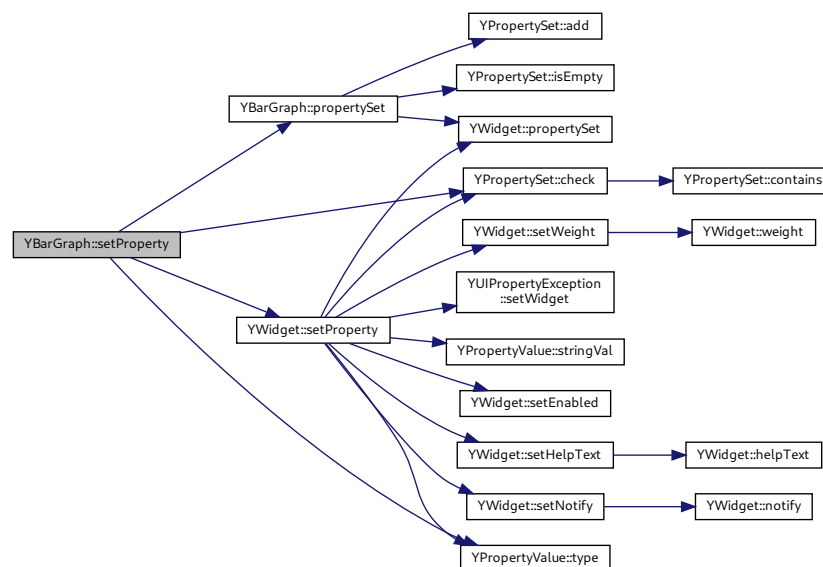 YPropertySet::add
YPropertySet::isEmpty
YBarGraph::propertySet
YWidget::propertySet
YPropertySet::check
YPropertySet::contains
YWidget::setWeight
YWidget::weight
YBarGraph::setProperty
YUIPropertyException
::setWidget
YWidget::setProperty
YPropertyValue::stringVal
YWidget::setEnabled
YWidget::setHelpText
YWidget::helpText
YWidget::setNotify
YWidget::notify
YPropertyValue::type